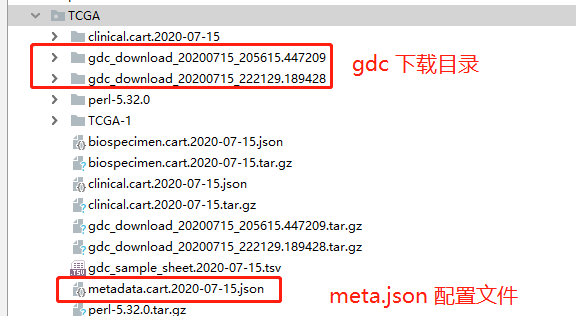 TCGA
clinical.cart.2020-07-15
gdc_download_20200715_205615.447209
gdc_download_20200715_222129.189428
gdc 下载目录
perl-5.32.0
TCGA-1
biospecimen.cart.2020-07-15.json
biospecimen.cart.2020-07-15.tar.gz
clinical.cart.2020-07-15.json
clinical.cart.2020-07-15.tar.gz
gdc_download_20200715_205615.447209.tar.gz
gdc_download_20200715_222129.189428.tar.gz
gdc_sample_sheet.2020-07-15.tsv
metadata.cart.2020-07-15.json
meta.json 配置文件
perl-5.32.0.tar.gz